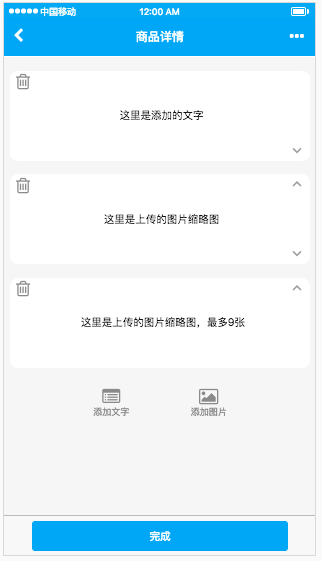 中国移动 12:00 AM
商品详情
这里是添加的文字
这里是上传的图片缩略图
这里是上传的图片缩略图，最多9张
添加文字 添加图片
完成